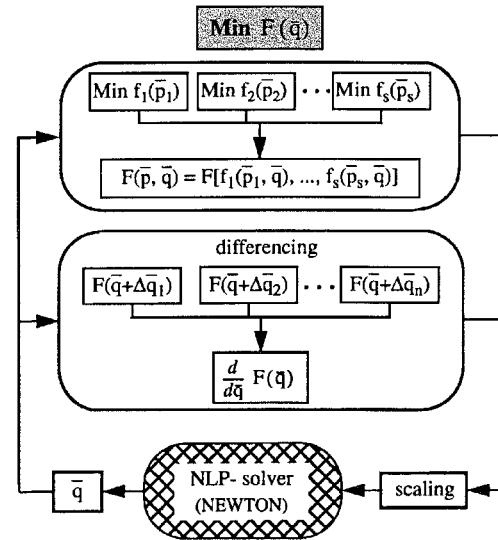 Min F(q̄)
Min f₁(p̄₁) Min f₂(p̄₂) ··· Min fₛ(p̄ₛ)
F(p̄, q̄) = F[f₁(p̄₁, q̄), ..., fₛ(p̄ₛ, q̄)]
differencing
F(q̄+Δq̄₁) F(q̄+Δq̄₂) ··· F(q̄+Δq̄ₙ)
d/dq̄ F(q̄)
q̄ NLP- solver scaling
(NEWTON)